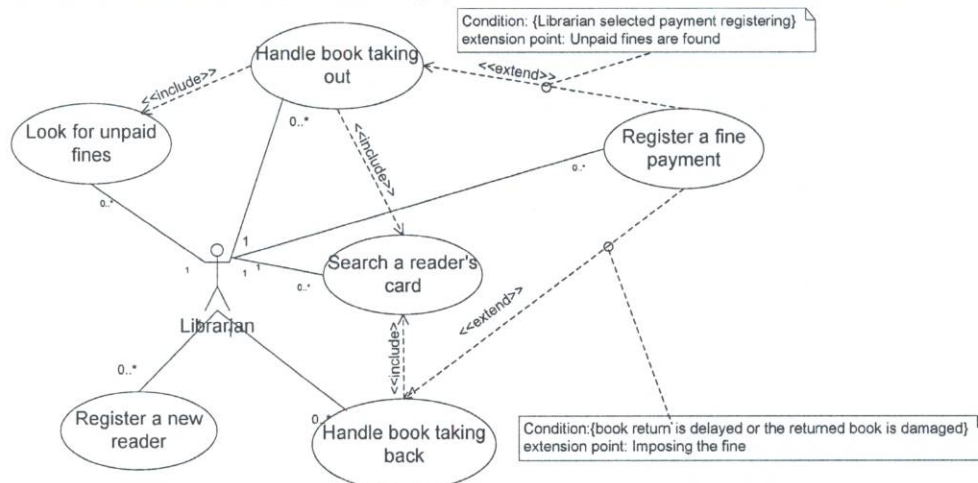 Condition: {Librarian selected payment registering}
extension point: Unpaid fines are found
Handle book taking
out
<<extend>>
<<include>>
0..*
Look for unpaid
fines
Register a fine
payment
<<include>>
0..*
0..*
1
1
1
1
0..*
Search a reader's
card
Librarian
<<extend>>
<<include>
0..*
Register a new
reader
0..*
Handle book taking
back
Condition:{book return is delayed or the returned book is damaged}
extension point: Imposing the fine